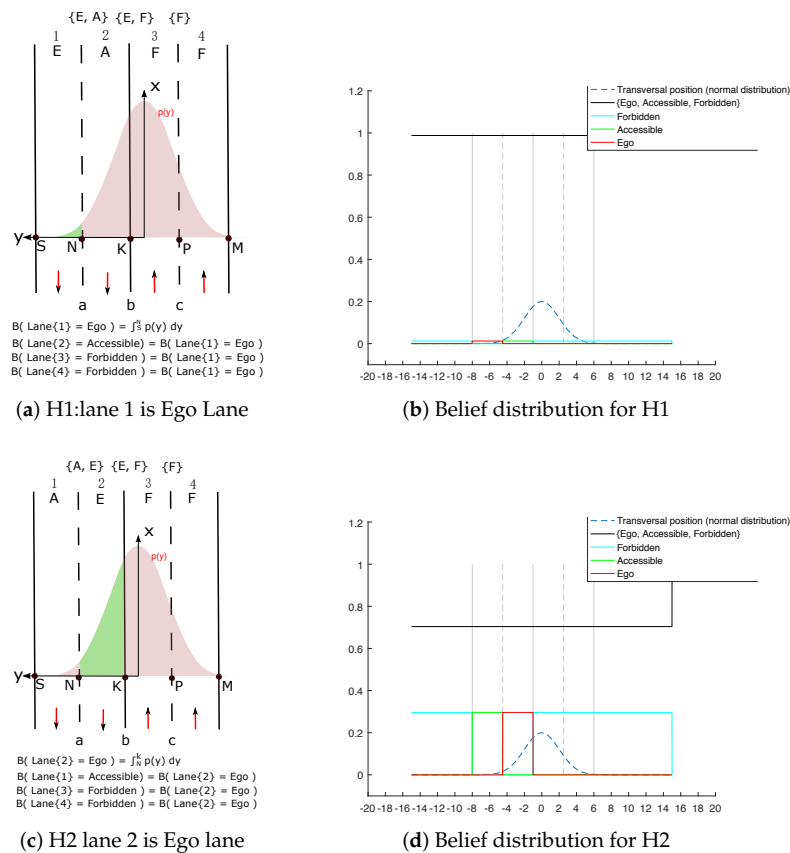 {E, A} {E, F} {F}
1 2 3 4
E A F F
x
p(y)
y S N K P M
a b c
B( Lane{1} = Ego ) = ∫ᴺₛ p(y) dy
B( Lane{2} = Accessible) = B( Lane{1} = Ego )
B( Lane{3} = Forbidden ) = B( Lane{1} = Ego )
B( Lane{4} = Forbidden ) = B( Lane{1} = Ego )
(a) H1:lane 1 is Ego Lane
Transversal position (normal distribution)
{Ego, Accessible, Forbidden}
Forbidden
Accessible
Ego
1.2
1
0.8
0.6
0.4
0.2
0
-20 -18 -16 -14 -12 -10 -8 -6 -4 -2 0 2 4 6 8 10 12 14 16 18 20
(b) Belief distribution for H1
{A, E} {E, F} {F}
1 2 3 4
A E F F
x
p(y)
y S N K P M
a b c
B( Lane{2} = Ego ) = ∫ᵏₙ p(y) dy
B( Lane{1} = Accessible) = B( Lane{2} = Ego )
B( Lane{3} = Forbidden ) = B( Lane{2} = Ego )
B( Lane{4} = Forbidden ) = B( Lane{2} = Ego )
(c) H2 lane 2 is Ego lane
Transversal position (normal distribution)
{Ego, Accessible, Forbidden}
Forbidden
Accessible
Ego
1.2
1
0.8
0.6
0.4
0.2
0
-20 -18 -16 -14 -12 -10 -8 -6 -4 -2 0 2 4 6 8 10 12 14 16 18 20
(d) Belief distribution for H2